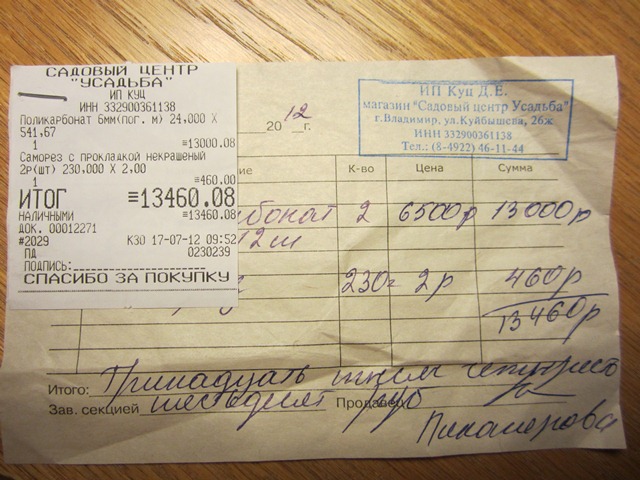 САДОВЫЙ ЦЕНТР
"УСАДЬБА"
ИП КУЦ
ИНН 332900361138
Поликарбонат 6мм(пог. м) 24,000 X
541.67
1 ≡13000.08
Саморез с прокладкой некрашеный
2р(шт) 230.000 X 2.00
1 ≡460.00
ИТОГ ≡13460.08
НАЛИЧНЫМИ ≡13460.08
ДОК. 00012271
#2029 К30 17-07-12 09:52
ПД 0230239
ПОДПИСЬ:
СПАСИБО ЗА ПОКУПКУ
2012 г.
ИП Куц Д.Е.
магазин "Садовый центр Усадьба"
г.Владимир, ул.Куйбышева, 26ж
ИНН 332900361138
Тел.: (8-4922) 46-11-44
ие К-во Цена Сумма
бонат 2 6500р 13000р
12м
230 2р 460р
13460р
Итого: Тринадцать тысяч четыреста
Зав. секцией шестьдесят Продавец руб